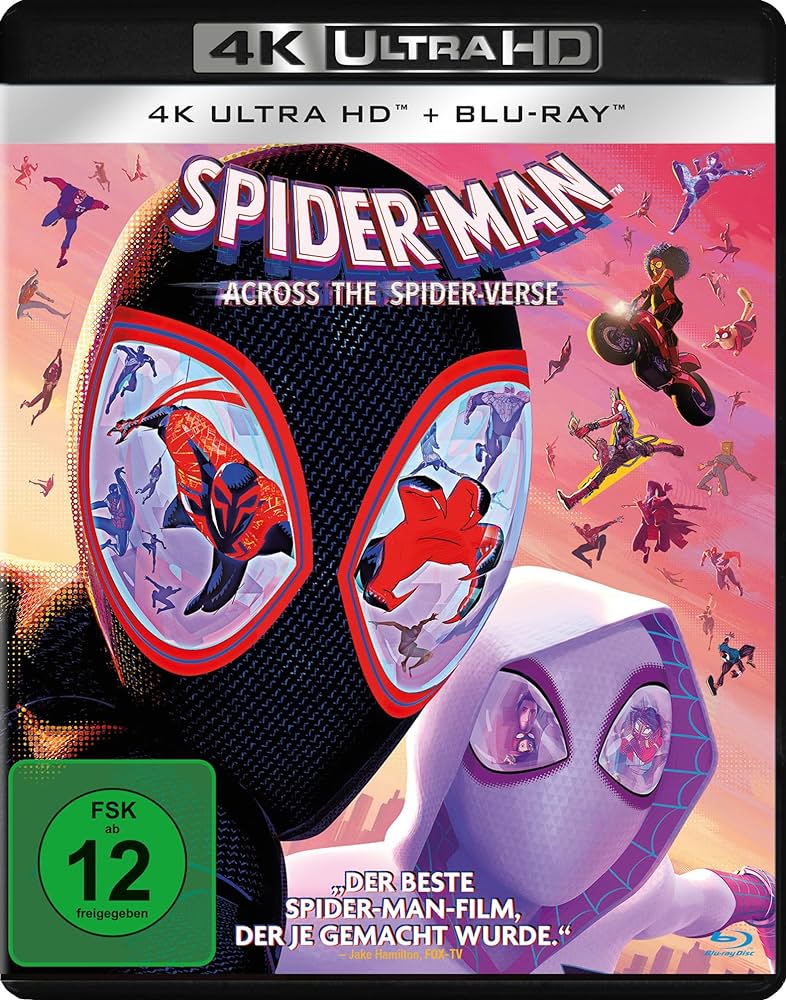 4K ULTRA HD
4K ULTRA HD™ + BLU-RAY™
SPIDER-MAN™
ACROSS THE SPIDER-VERSE
FSK
ab
12
freigegeben
„DER BESTE
SPIDER-MAN-FILM,
DER JE GEMACHT WURDE.“
– Jake Hamilton, FOX-TV
Blu-ray Disc